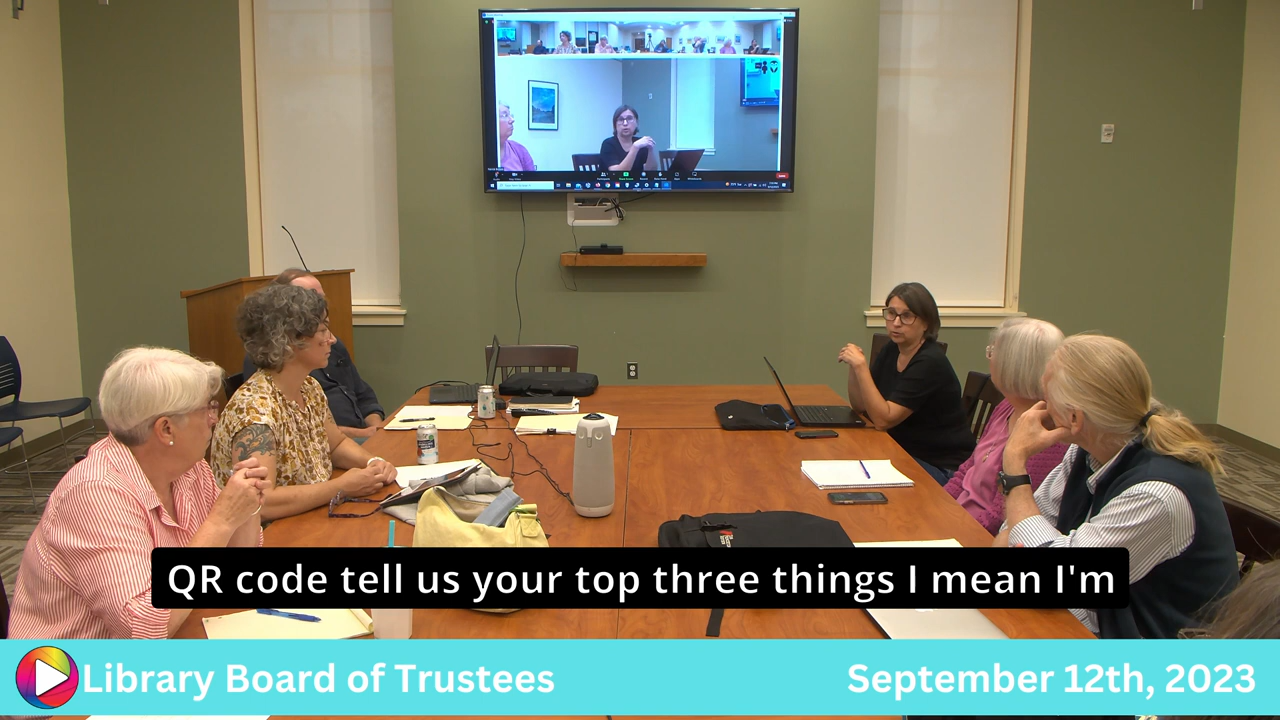 QR code tell us your top three things I mean I'm
Library Board of Trustees
September 12th, 2023